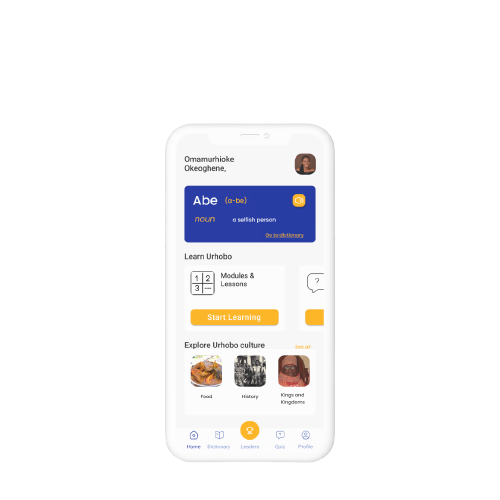 Omamurhioke
Okeoghene,
Abe (a-be)
noun a selfish person
Go to dictionary
Learn Urhobo
1 2
3
Modules &
Lessons
?
Start Learning
Explore Urhobo culture
See all
Food History Kings and
Kingdoms
Home Dictionary Leaders Quiz Profile